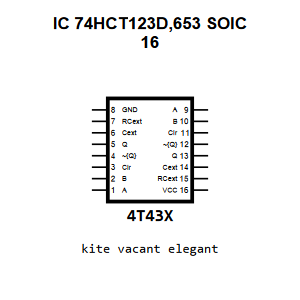 IC 74HCT123D,653 SOIC
16
8 GND A 9
7 RCext B 10
6 Cext Clr 11
5 Q ~{Q} 12
4 ~{Q} Q 13
3 Clr Cext 14
2 B RCext 15
1 A VCC 16
4T43X
kite vacant elegant